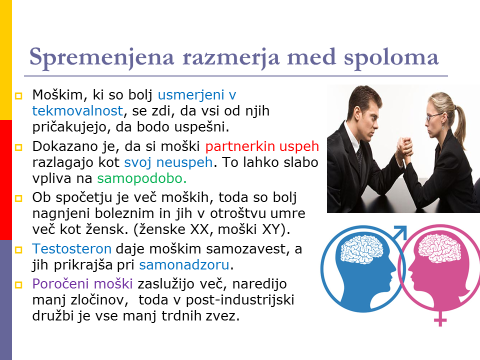 Spremenjena razmerja med spoloma
Moškim, ki so bolj usmerjeni v
tekmovalnost, se zdi, da vsi od njih
pričakujejo, da bodo uspešni.
Dokazano je, da si moški partnerkin uspeh
razlagajo kot svoj neuspeh. To lahko slabo
vpliva na samopodobo.
Ob spočetju je več moških, toda so bolj
nagnjeni boleznim in jih v otroštvu umre
več kot žensk. (ženske XX, moški XY).
Testosteron daje moškim samozavest, a
jih prikrajša pri samonadzoru.
Poročeni moški zaslužijo več, naredijo
manj zločinov, toda v post-industrijski
družbi je vse manj trdnih zvez.